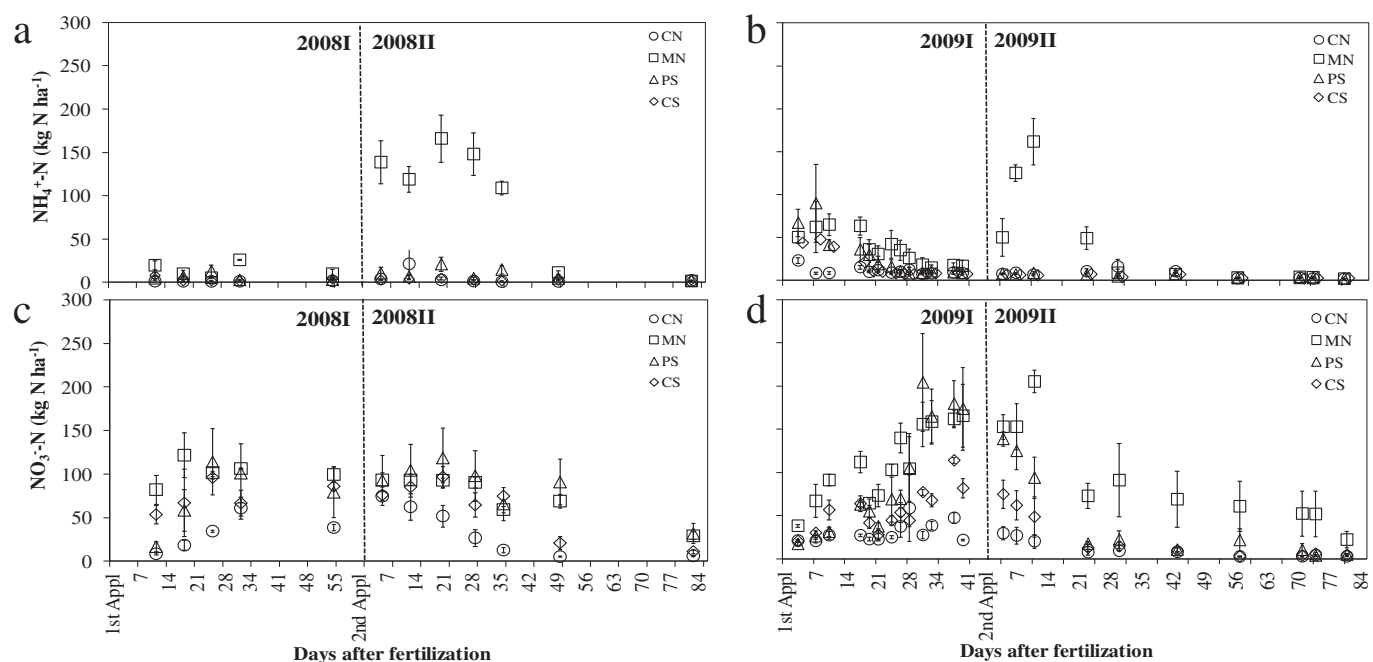 a
300
250
200
150
100
50
0
NH₄⁺-N (kg N ha⁻¹)
2008I
2008II
CN
MN
PS
CS
b
2009I
2009II
CN
MN
PS
CS
c
300
250
200
150
100
50
0
NO₃⁻-N (kg N ha⁻¹)
2008I
2008II
CN
MN
PS
CS
1st Appl 7 14 21 28 35 41 48 55 2nd Appl 7 14 21 28 35 42 49 56 63 70 77 84
Days after fertilization
d
2009I
2009II
CN
MN
PS
CS
1st Appl 7 14 21 28 34 41 2nd Appl 7 14 21 28 35 42 49 56 63 70 77 84
Days after fertilization